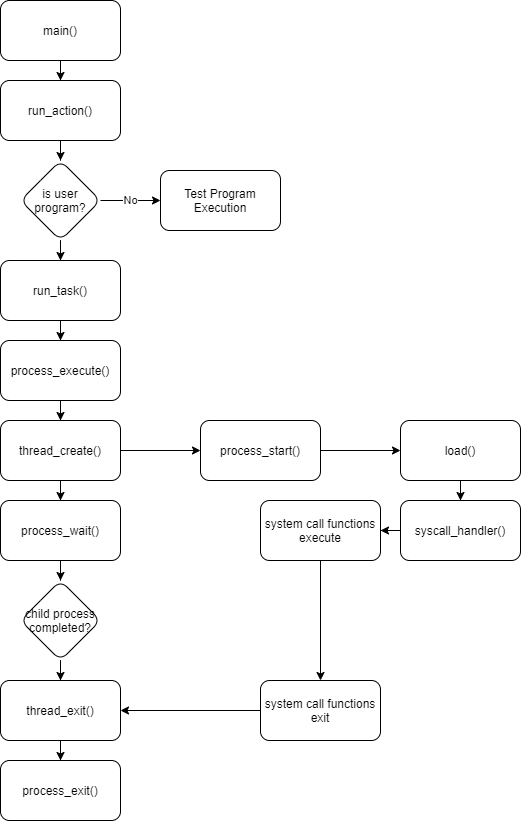 main()
run_action()
is user
program?
No
Test Program
Execution
run_task()
process_execute()
thread_create()
process_start()
load()
process_wait()
system call functions
execute
syscall_handler()
child process
completed?
thread_exit()
system call functions
exit
process_exit()